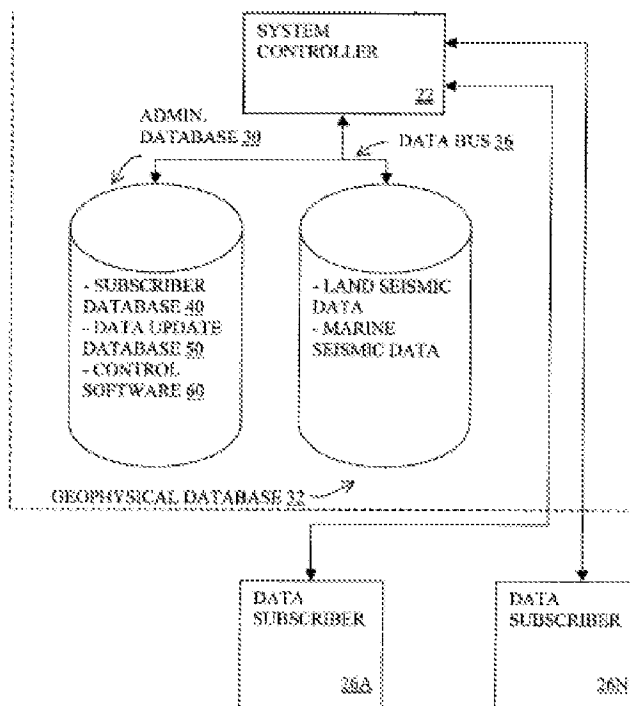 SYSTEM
CONTROLLER
22
ADMIN.
DATABASE 30
DATA BUS 36
- SUBSCRIBER
DATABASE 40
- DATA UPDATE
DATABASE 50
- CONTROL
SOFTWARE 60
- LAND SEISMIC
DATA
- MARINE
SEISMIC DATA
GEOPHYSICAL DATABASE 32
DATA
SUBSCRIBER
26A
DATA
SUBSCRIBER
26N